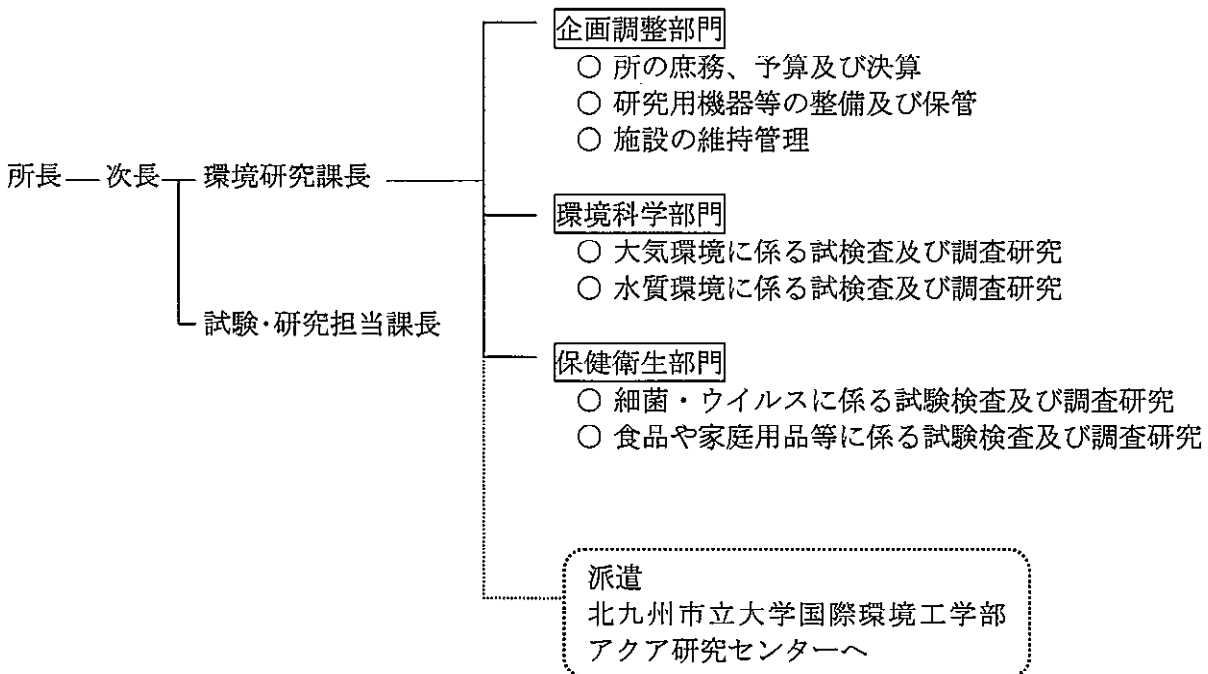 企画調整部門
○ 所の庶務、予算及び決算
○ 研究用機器等の整備及び保管
○ 施設の維持管理
所長 次長 環境研究課長
環境科学部門
○ 大気環境に係る試検査及び調査研究
○ 水質環境に係る試検査及び調査研究
試験・研究担当課長
保健衛生部門
○ 細菌・ウイルスに係る試験検査及び調査研究
○ 食品や家庭用品等に係る試験検査及び調査研究
派遣
北九州市立大学国際環境工学部
アクア研究センターへ